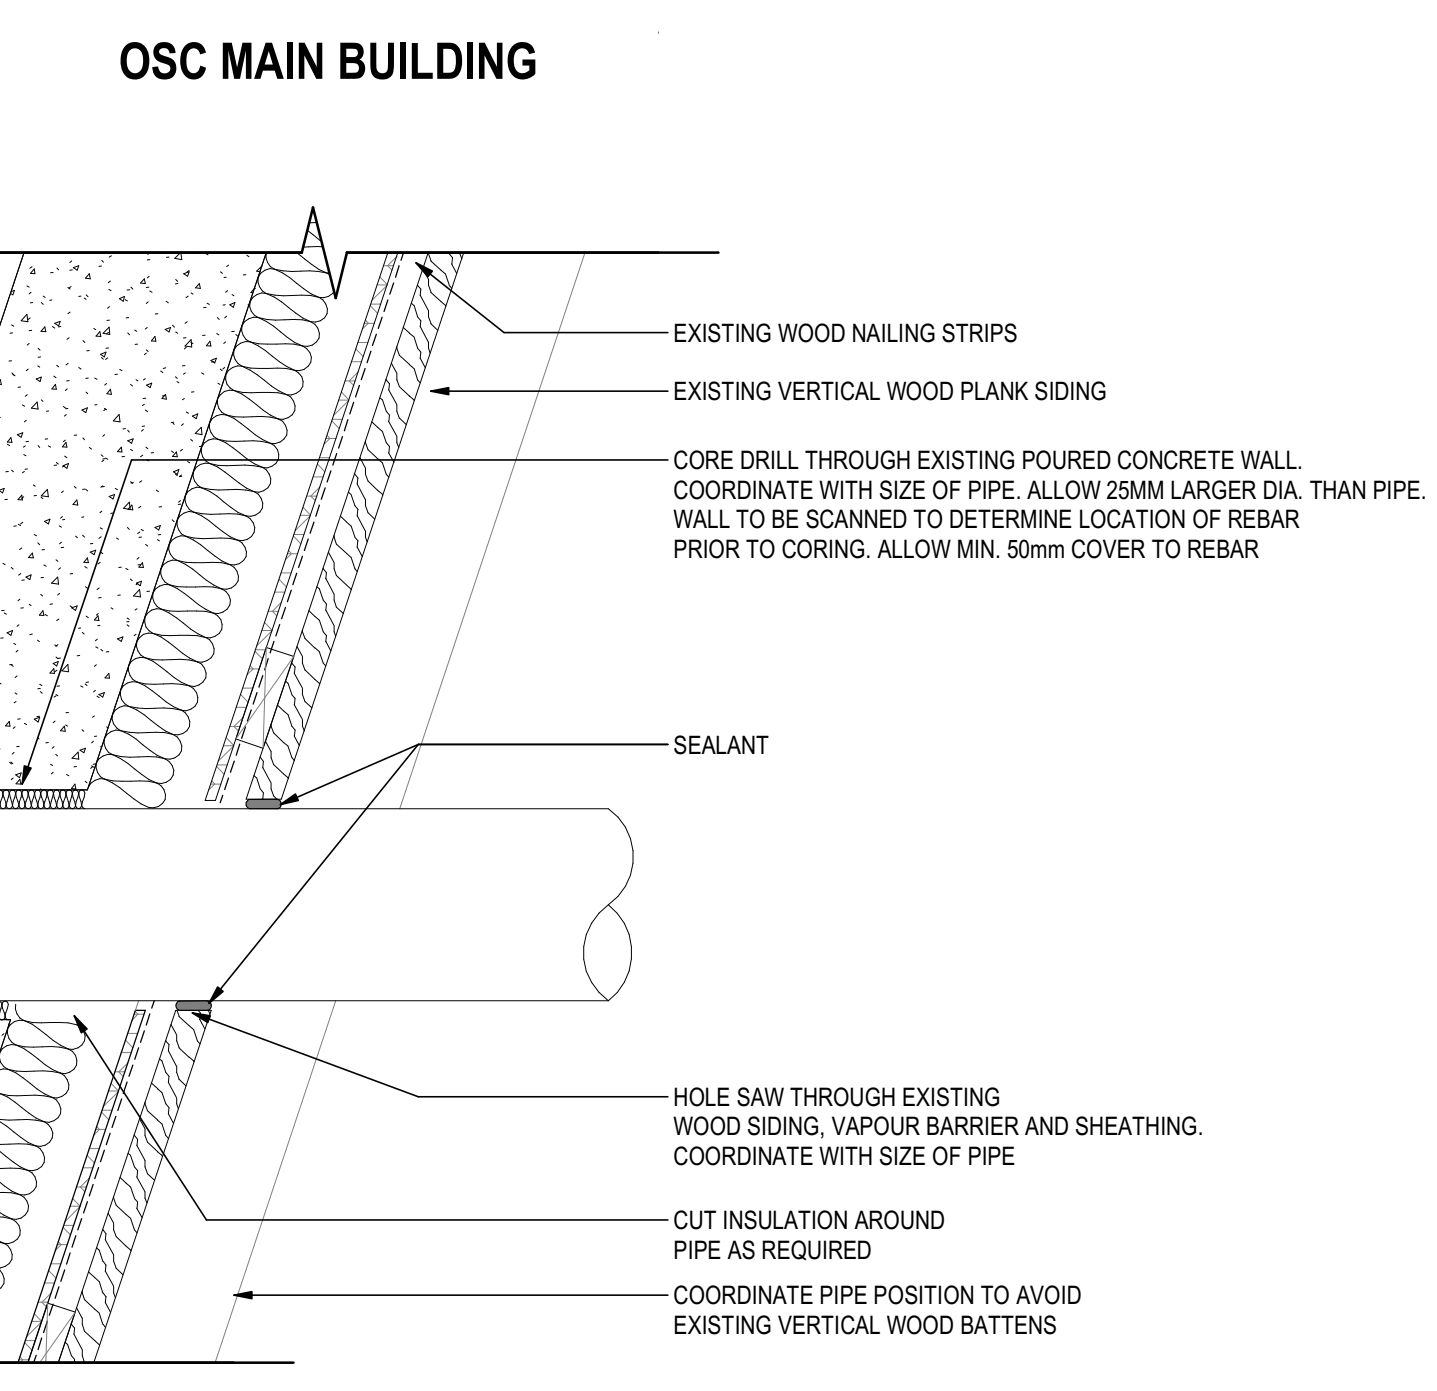 OSC MAIN BUILDING
EXISTING WOOD NAILING STRIPS
EXISTING VERTICAL WOOD PLANK SIDING
CORE DRILL THROUGH EXISTING POURED CONCRETE WALL.
COORDINATE WITH SIZE OF PIPE. ALLOW 25MM LARGER DIA. THAN PIPE.
WALL TO BE SCANNED TO DETERMINE LOCATION OF REBAR
PRIOR TO CORING. ALLOW MIN. 50mm COVER TO REBAR
SEALANT
HOLE SAW THROUGH EXISTING
WOOD SIDING, VAPOUR BARRIER AND SHEATHING.
COORDINATE WITH SIZE OF PIPE
CUT INSULATION AROUND
PIPE AS REQUIRED
COORDINATE PIPE POSITION TO AVOID
EXISTING VERTICAL WOOD BATTENS